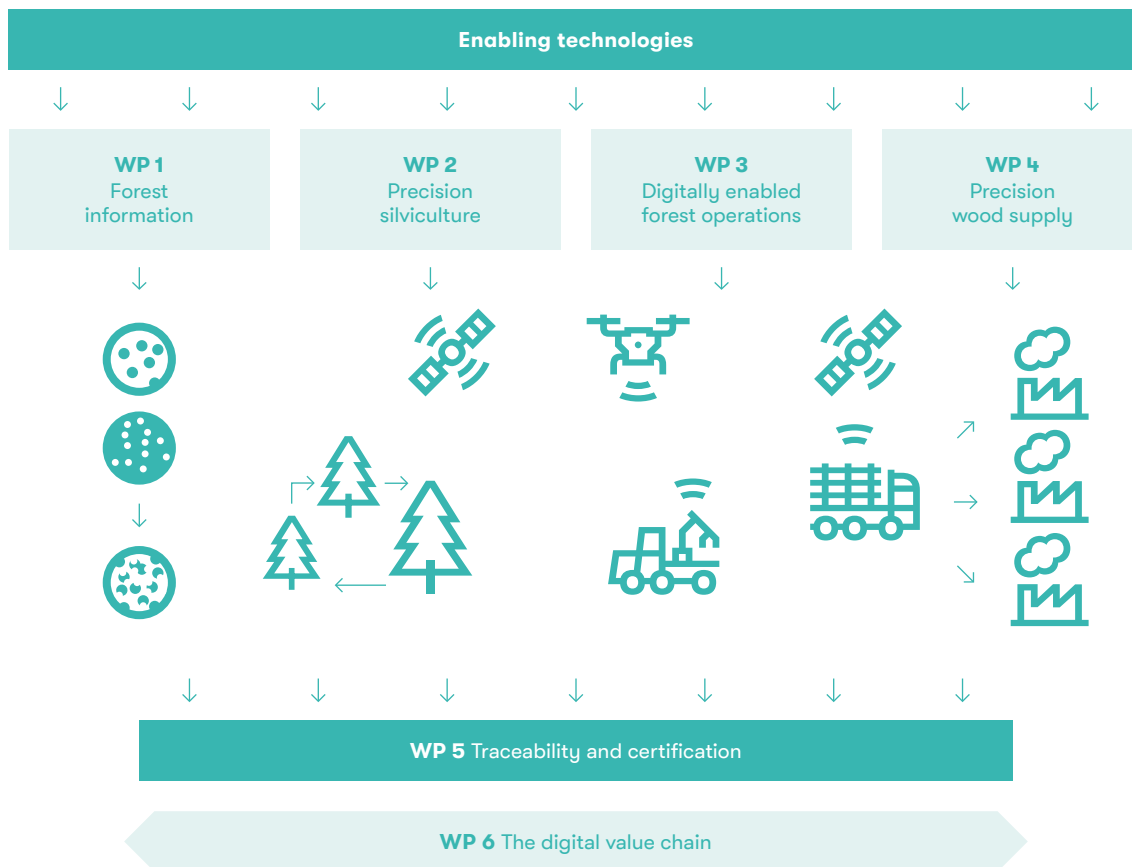 Enabling technologies
WP 1
Forest
information
WP 2
Precision
silviculture
WP 3
Digitally enabled
forest operations
WP 4
Precision
wood supply
WP 5 Traceability and certification
WP 6 The digital value chain